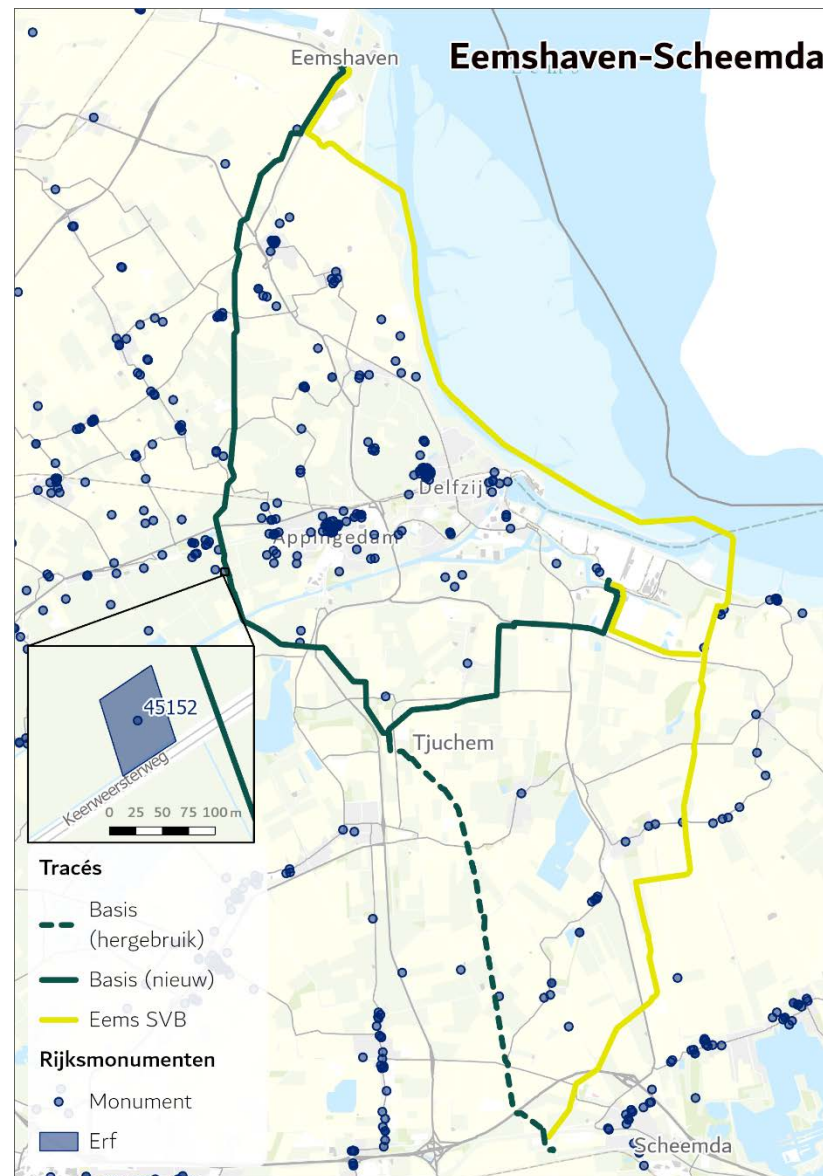 Eemshaven-Scheemda
Eems
Eemshaven
Delfzijl
Appingedam
45152
Keerweersterweg
0 25 50 75 100 m
Tjuchem
Tracés
Basis
(hergebruik)
Basis (nieuw)
Eems SVB
Rijksmonumenten
Monument
Erf
Scheemda